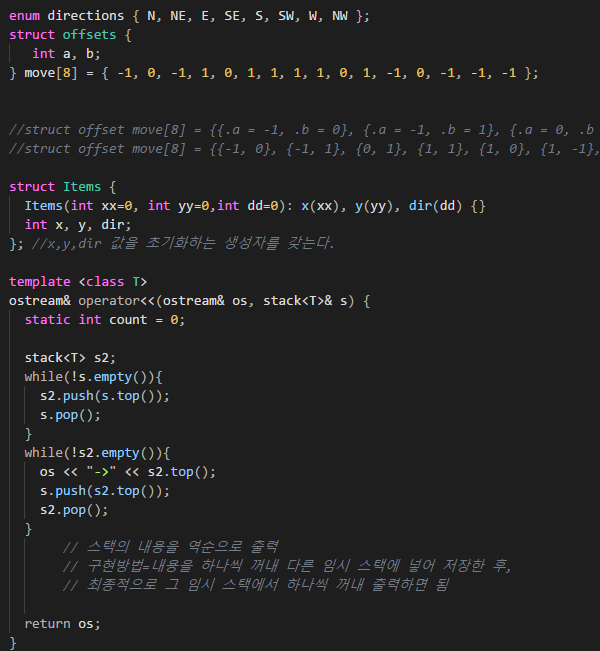 enum directions { N, NE, E, SE, S, SW, W, NW };
struct offsets {
   int a, b;
} move[8] = { -1, 0, -1, 1, 0, 1, 1, 1, 1, 0, 1, -1, 0, -1, -1, -1 };
//struct offset move[8] = {{.a = -1, .b = 0}, {.a = -1, .b = 1}, {.a = 0, .b
//struct offset move[8] = {{-1, 0}, {-1, 1}, {0, 1}, {1, 1}, {1, 0}, {1, -1},
struct Items {
  Items(int xx=0, int yy=0,int dd=0): x(xx), y(yy), dir(dd) {}
  int x, y, dir;
}; //x,y,dir 값을 초기화하는 생성자를 갖는다.
template <class T>
ostream& operator<<(ostream& os, stack<T>& s) {
  static int count = 0;
  stack<T> s2;
  while(!s.empty()){
    s2.push(s.top());
    s.pop();
  }
  while(!s2.empty()){
    os << "->" << s2.top();
    s.push(s2.top());
    s2.pop();
  }
       // 스택의 내용을 역순으로 출력
       // 구현방법=내용을 하나씩 꺼내 다른 임시 스택에 넣어 저장한 후,
       // 최종적으로 그 임시 스택에서 하나씩 꺼내 출력하면 됨
  return os;
}